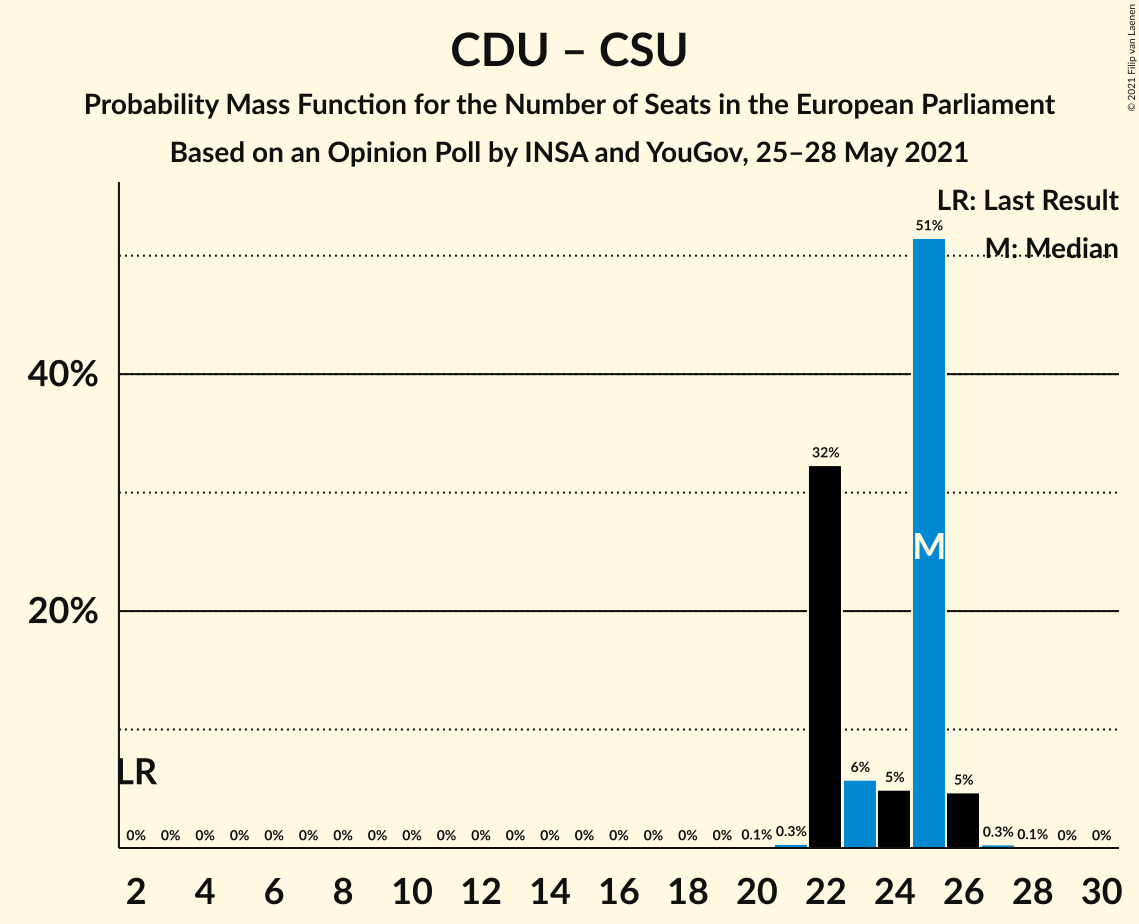 CDU – CSU
Probability Mass Function for the Number of Seats in the European Parliament
Based on an Opinion Poll by INSA and YouGov, 25–28 May 2021
© 2021 Filip van Laenen
LR: Last Result
M: Median
51%
40%
32%
M
20%
LR
6%
5%
5%
0% 0% 0% 0% 0% 0% 0% 0% 0% 0% 0% 0% 0% 0% 0% 0% 0% 0% 0.1% 0.3% 0.3% 0.1% 0% 0%
2 4 6 8 10 12 14 16 18 20 22 24 26 28 30